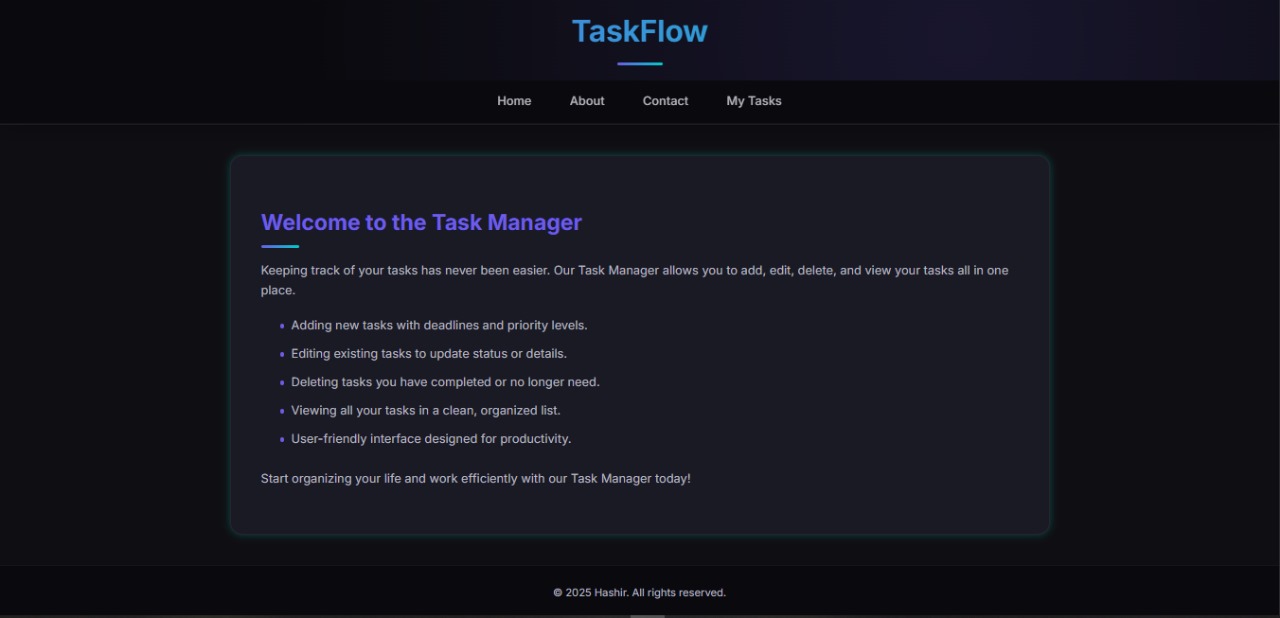 TaskFlow
Home About Contact My Tasks
Welcome to the Task Manager
Keeping track of your tasks has never been easier. Our Task Manager allows you to add, edit, delete, and view your tasks all in one
place.
Adding new tasks with deadlines and priority levels.
Editing existing tasks to update status or details.
Deleting tasks you have completed or no longer need.
Viewing all your tasks in a clean, organized list.
User-friendly interface designed for productivity.
Start organizing your life and work efficiently with our Task Manager today!
© 2025 Hashir. All rights reserved.